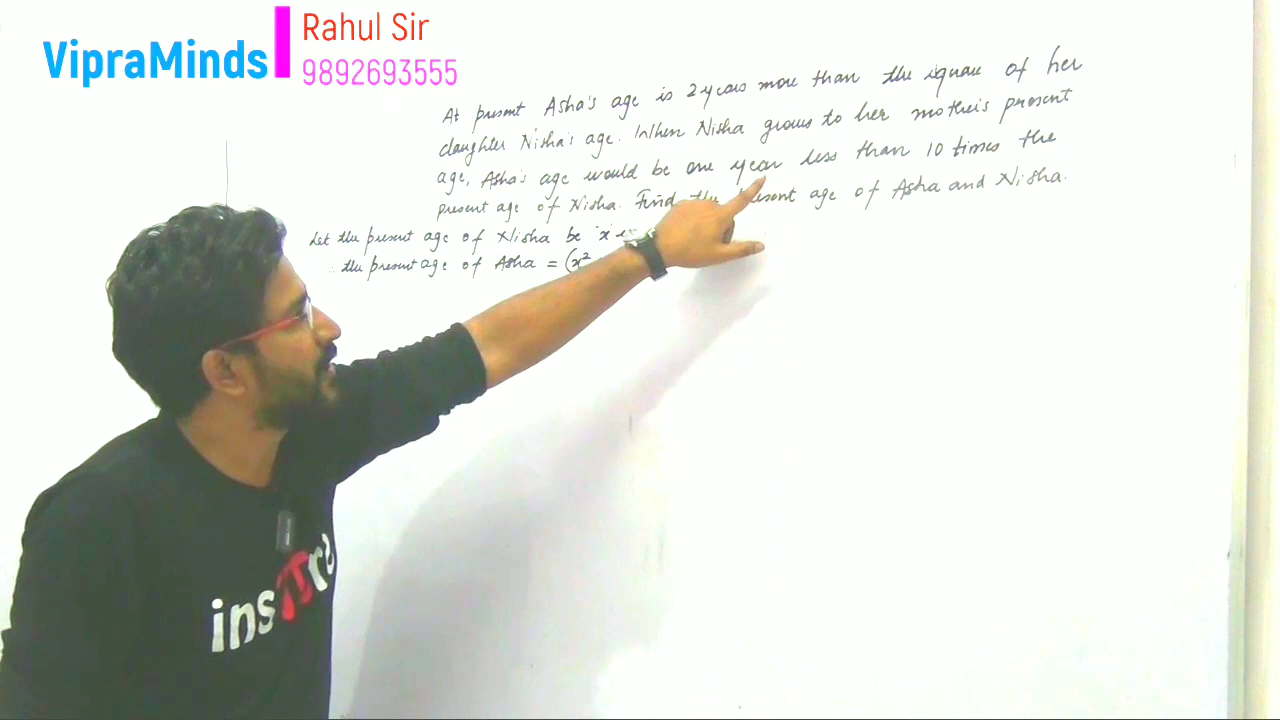 VipraMinds
Rahul Sir
9892693555
At present Asha's age is 2 years more than the square of her
daughter Nisha's age. When Nisha grows to her mother's present
age, Asha's age would be one year less than 10 times the
present age of Nisha. Find the present age of Asha and Nisha.
Let the present age of Nisha be 'x'
∴ the present age of Asha = (x²